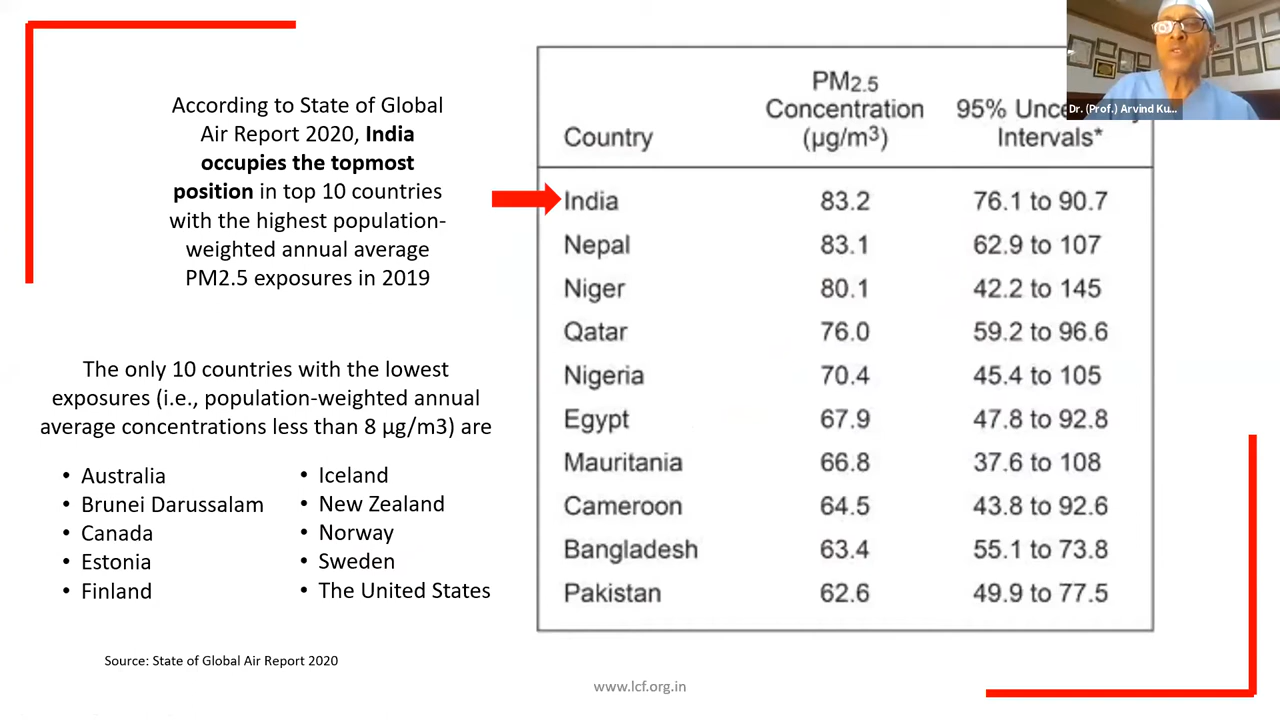 According to State of Global
Air Report 2020, India
occupies the topmost
position in top 10 countries
with the highest population-
weighted annual average
PM2.5 exposures in 2019
The only 10 countries with the lowest
exposures (i.e., population-weighted annual
average concentrations less than 8 µg/m3) are
• Australia
• Brunei Darussalam
• Canada
• Estonia
• Finland
• Iceland
• New Zealand
• Norway
• Sweden
• The United States
Source: State of Global Air Report 2020
Country PM2.5 Concentration (µg/m³) 95% Intervals*
India 83.2 76.1 to 90.7
Nepal 83.1 62.9 to 107
Niger 80.1 42.2 to 145
Qatar 76.0 59.2 to 96.6
Nigeria 70.4 45.4 to 105
Egypt 67.9 47.8 to 92.8
Mauritania 66.8 37.6 to 108
Cameroon 64.5 43.8 to 92.6
Bangladesh 63.4 55.1 to 73.8
Pakistan 62.6 49.9 to 77.5
Dr. (Prof.) Arvind Ku...
www.lcf.org.in